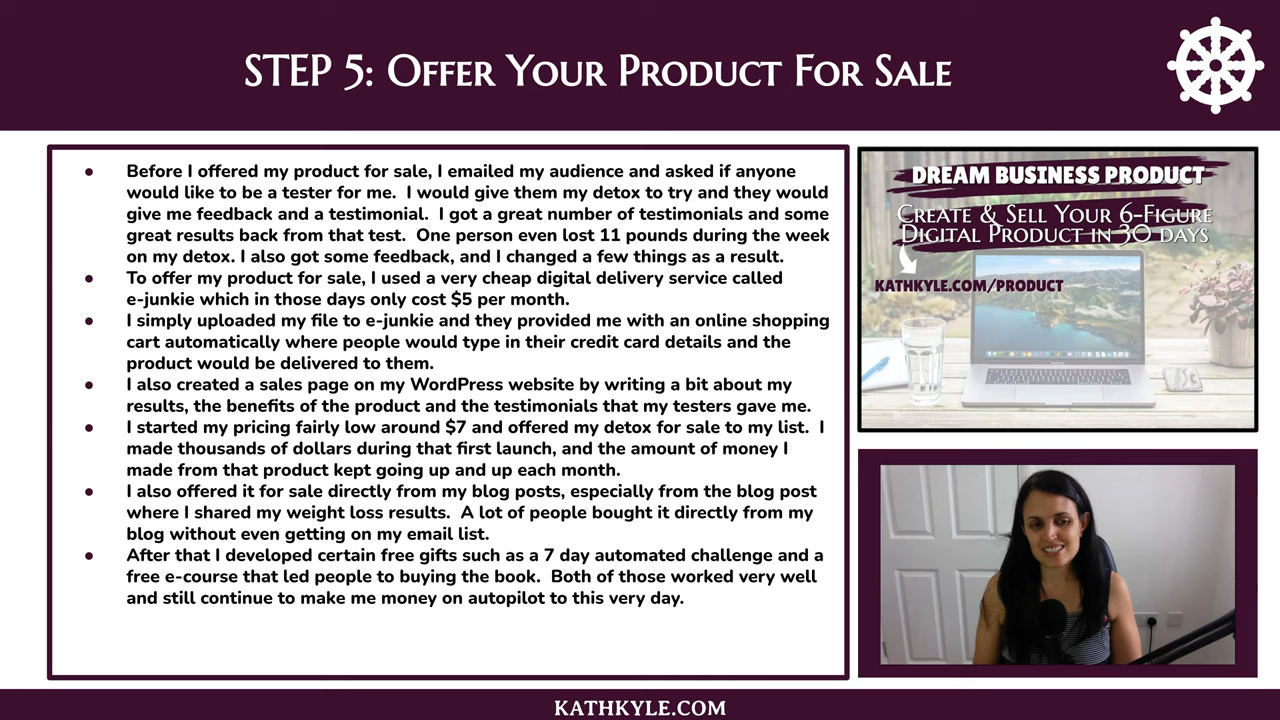 STEP 5: Offer Your Product For Sale
● Before I offered my product for sale, I emailed my audience and asked if anyone
would like to be a tester for me.  I would give them my detox to try and they would
give me feedback and a testimonial.  I got a great number of testimonials and some
great results back from that test.  One person even lost 11 pounds during the week
on my detox. I also got some feedback, and I changed a few things as a result.
● To offer my product for sale, I used a very cheap digital delivery service called
e-junkie which in those days only cost $5 per month.
● I simply uploaded my file to e-junkie and they provided me with an online shopping
cart automatically where people would type in their credit card details and the
product would be delivered to them.
● I also created a sales page on my WordPress website by writing a bit about my
results, the benefits of the product and the testimonials that my testers gave me.
● I started my pricing fairly low around $7 and offered my detox for sale to my list.  I
made thousands of dollars during that first launch, and the amount of money I
made from that product kept going up and up each month.
● I also offered it for sale directly from my blog posts, especially from the blog post
where I shared my weight loss results.  A lot of people bought it directly from my
blog without even getting on my email list.
● After that I developed certain free gifts such as a 7 day automated challenge and a
free e-course that led people to buying the book.  Both of those worked very well
and still continue to make me money on autopilot to this very day.
DREAM BUSINESS PRODUCT
Create & Sell Your 6-Figure
Digital Product in 30 days
KATHKYLE.COM/PRODUCT
KATHKYLE.COM